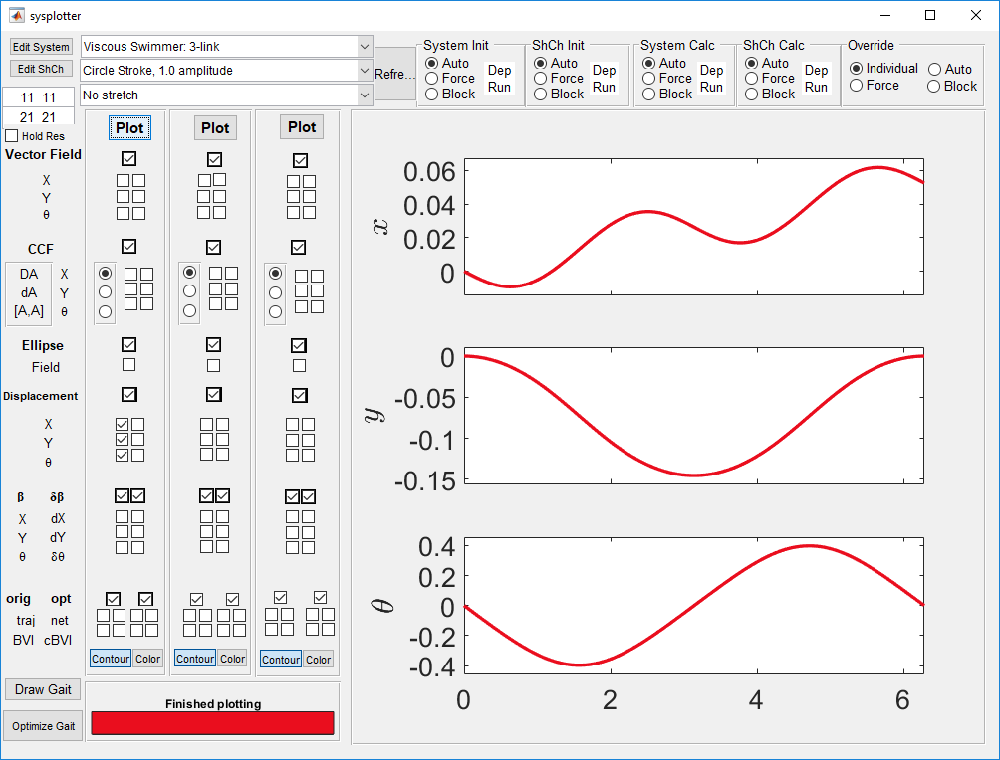 sysplotter
Edit System
Viscous Swimmer: 3-link
Edit ShCh
Circle Stroke, 1.0 amplitude
No stretch
Refre...
System Init
Auto
Force
Block
Dep
Run
ShCh Init
Auto
Force
Block
Dep
Run
System Calc
Auto
Force
Block
Dep
Run
ShCh Calc
Auto
Force
Block
Dep
Run
Override
Individual
Auto
Force
Block
11 11
21 21
Hold Res
Plot
Plot
Plot
Vector Field
X
Y
θ
CCF
DA
dA
[A,A]
X
Y
θ
Ellipse
Field
Displacement
X
Y
θ
β δβ
X dX
Y dY
θ δθ
orig opt
traj net
BVI cBVI
Contour Color
Contour Color
Contour Color
Draw Gait
Optimize Gait
Finished plotting
x
0.06
0.04
0.02
0
y
0
-0.05
-0.1
-0.15
θ
0.4
0.2
0
-0.2
-0.4
0 2 4 6